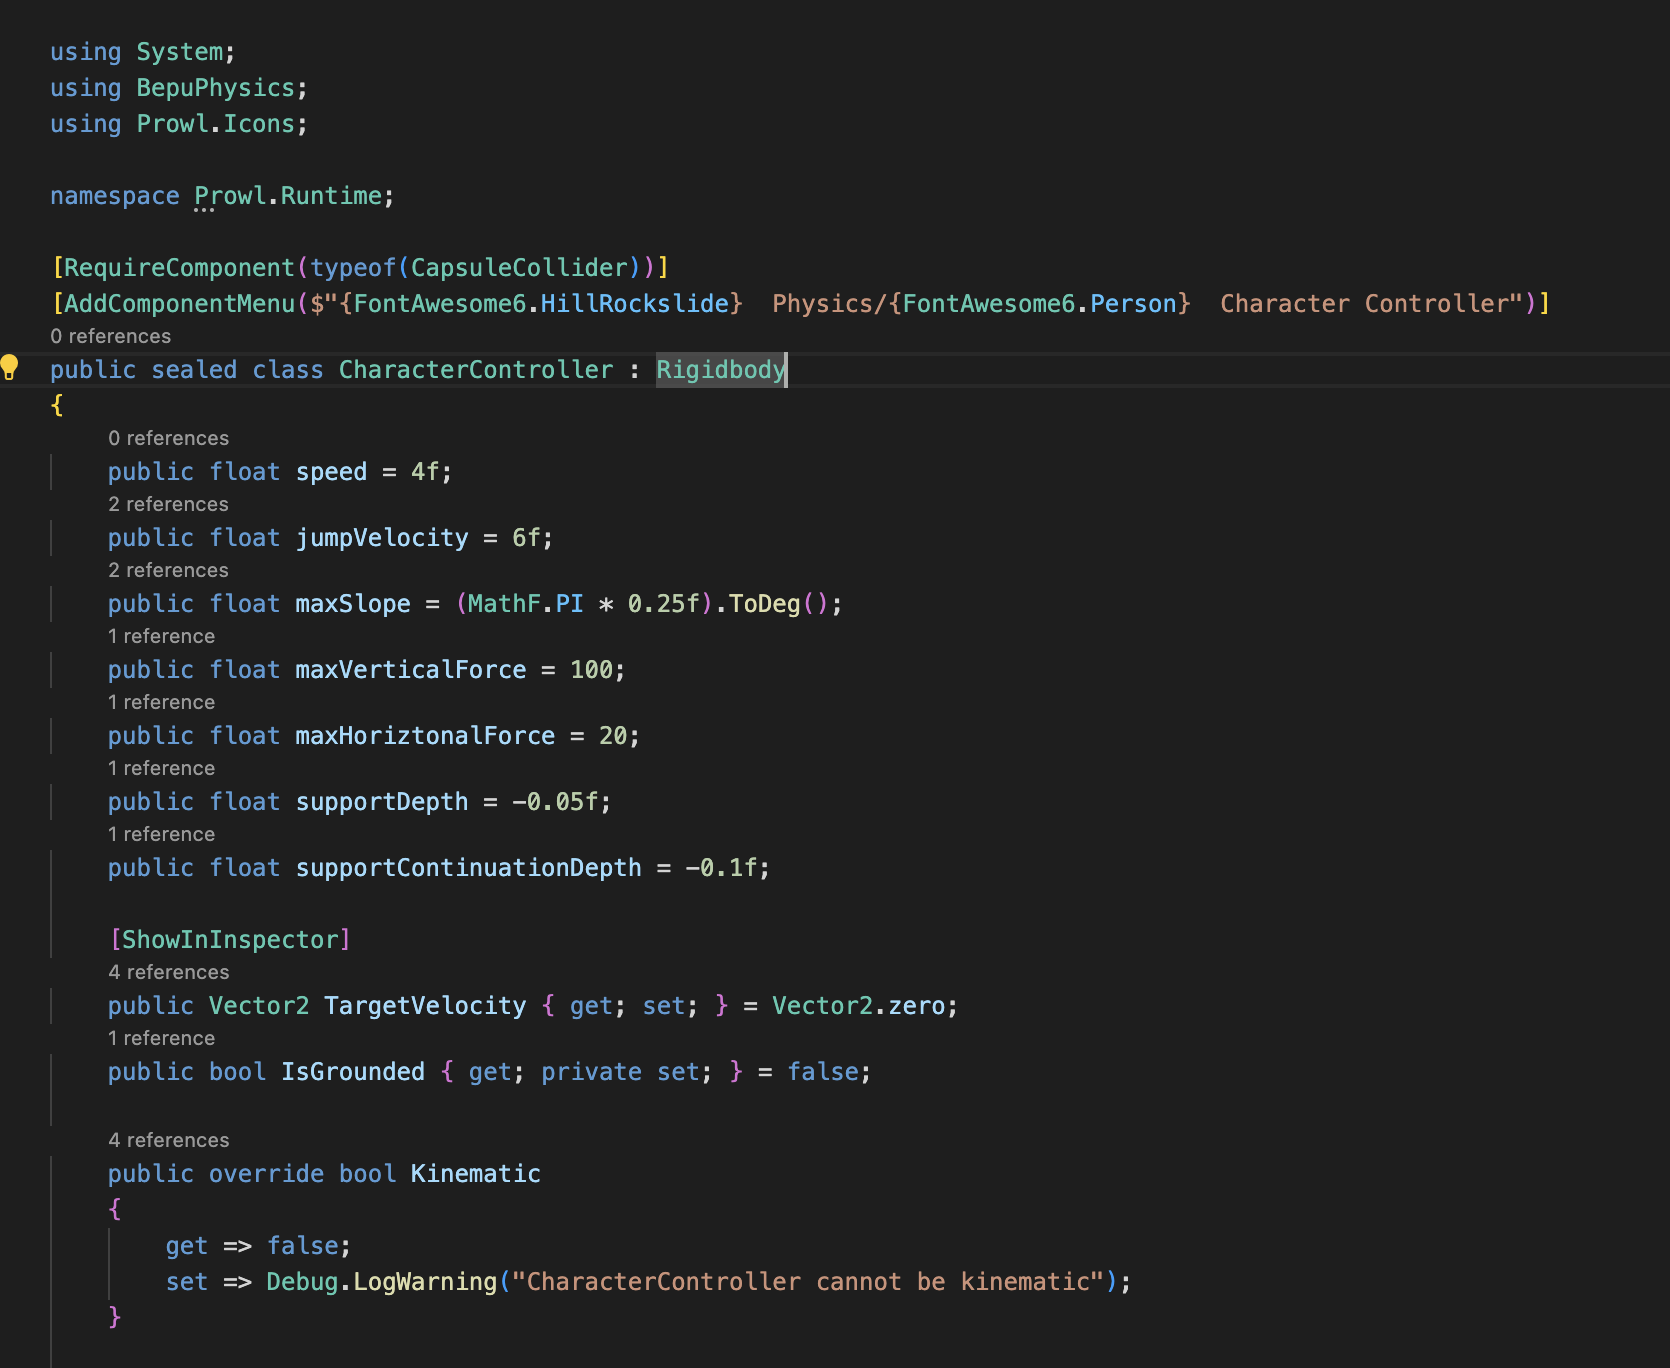 using System;
using BepuPhysics;
using Prowl.Icons;
namespace Prowl.Runtime;
[RequireComponent(typeof(CapsuleCollider))]
[AddComponentMenu($"{FontAwesome6.HillRockslide}  Physics/{FontAwesome6.Person}  Character Controller")]
0 references
public sealed class CharacterController : Rigidbody
{
0 references
public float speed = 4f;
2 references
public float jumpVelocity = 6f;
2 references
public float maxSlope = (MathF.PI * 0.25f).ToDeg();
1 reference
public float maxVerticalForce = 100;
1 reference
public float maxHoriztonalForce = 20;
1 reference
public float supportDepth = -0.05f;
1 reference
public float supportContinuationDepth = -0.1f;
[ShowInInspector]
4 references
public Vector2 TargetVelocity { get; set; } = Vector2.zero;
1 reference
public bool IsGrounded { get; private set; } = false;
4 references
public override bool Kinematic
{
get => false;
set => Debug.LogWarning("CharacterController cannot be kinematic");
}